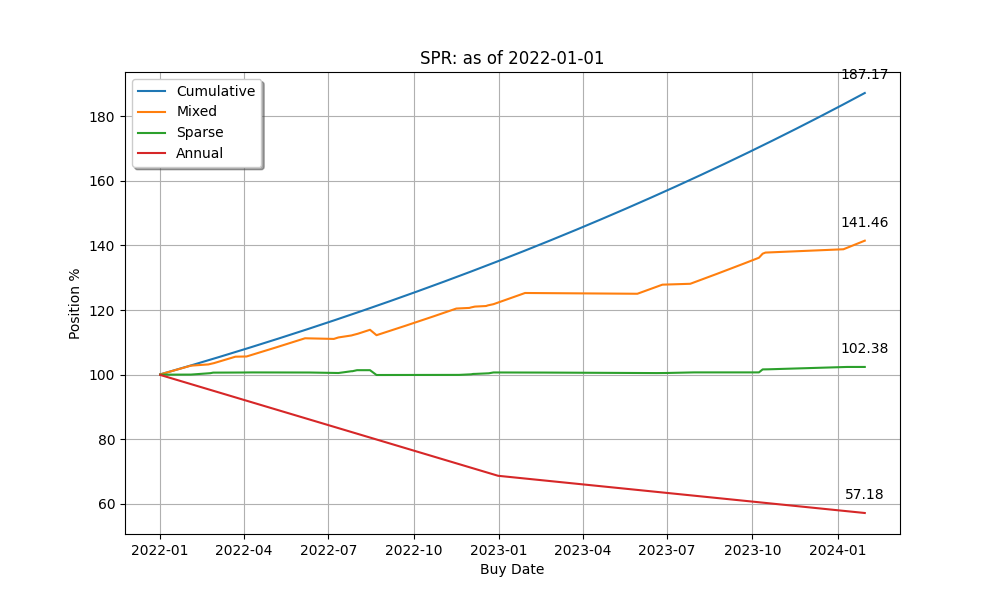 SPR: as of 2022-01-01
187.17
Cumulative
Mixed
Sparse
Annual
180
160
141.46
140
120
102.38
100
80
57.18
60
Position %
2022-01 2022-04 2022-07 2022-10 2023-01 2023-04 2023-07 2023-10 2024-01
Buy Date